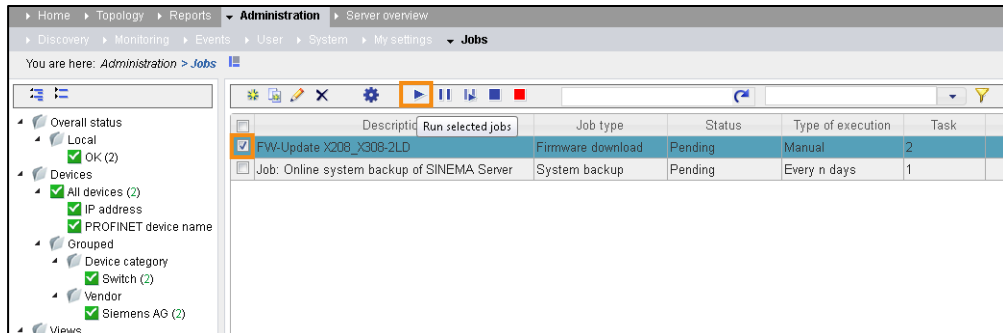 Home Topology Reports Administration Server overview
Discovery Monitoring Events User System My settings Jobs
You are here: Administration > Jobs
Overall status
Local
OK (2)
Devices
All devices (2)
IP address
PROFINET device name
Grouped
Device category
Switch (2)
Vendor
Siemens AG (2)
Views
Descriptio Run selected jobs Job type Status Type of execution Task
FW-Update X208_X308-2LD Firmware download Pending Manual 2
Job: Online system backup of SINEMA Server System backup Pending Every n days 1